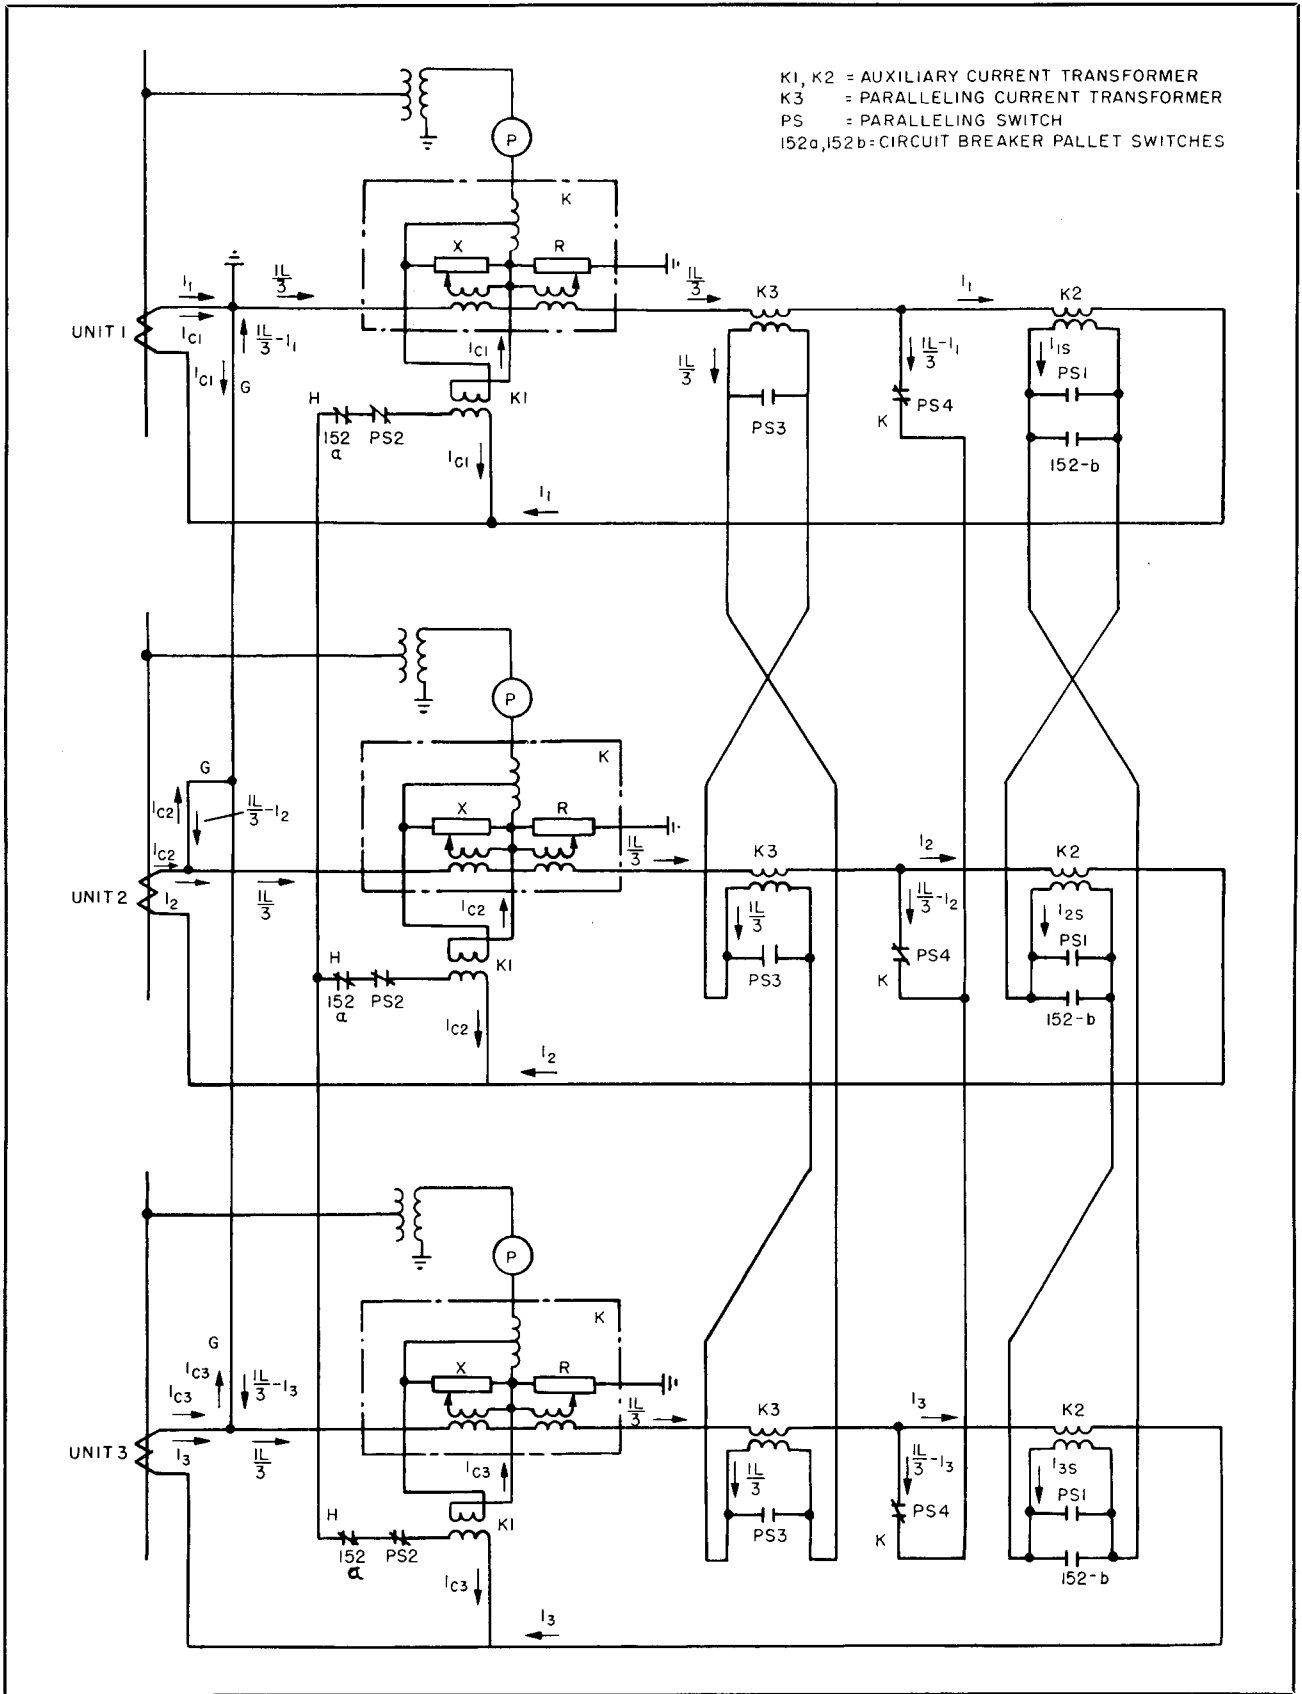 K1, K2 = AUXILIARY CURRENT TRANSFORMER
K3 = PARALLELING CURRENT TRANSFORMER
PS = PARALLELING SWITCH
152a,152b=CIRCUIT BREAKER PALLET SWITCHES
P
K
X R
I1 IL/3 IL/3 K3 I1 K2
UNIT 1
IC1 IL/3-I1 IC1 IL/3 IL/3-I1 I1S
IC1 G K1 PS1
H PS4
152 a PS2 PS3 K
IC1 152-b
I1
P
K
G X R
IC2 IL/3-I2 IL/3 K3 I2 K2
IC2
UNIT 2 I2 IL/3 IC2 IL/3 IL/3-I2 I2S
H K1 PS1
PS4
152 a PS2 PS3 K
IC2 152-b
I2
P
K
G X R
IC3 IL/3-I3
IC3 IL/3 K3 I3 K2
UNIT 3 I3 IL/3 IC3 IL/3 IL/3-I3 I3S
H K1 PS1
PS4
152 a PS2 PS3 K
IC3 152-b
I3